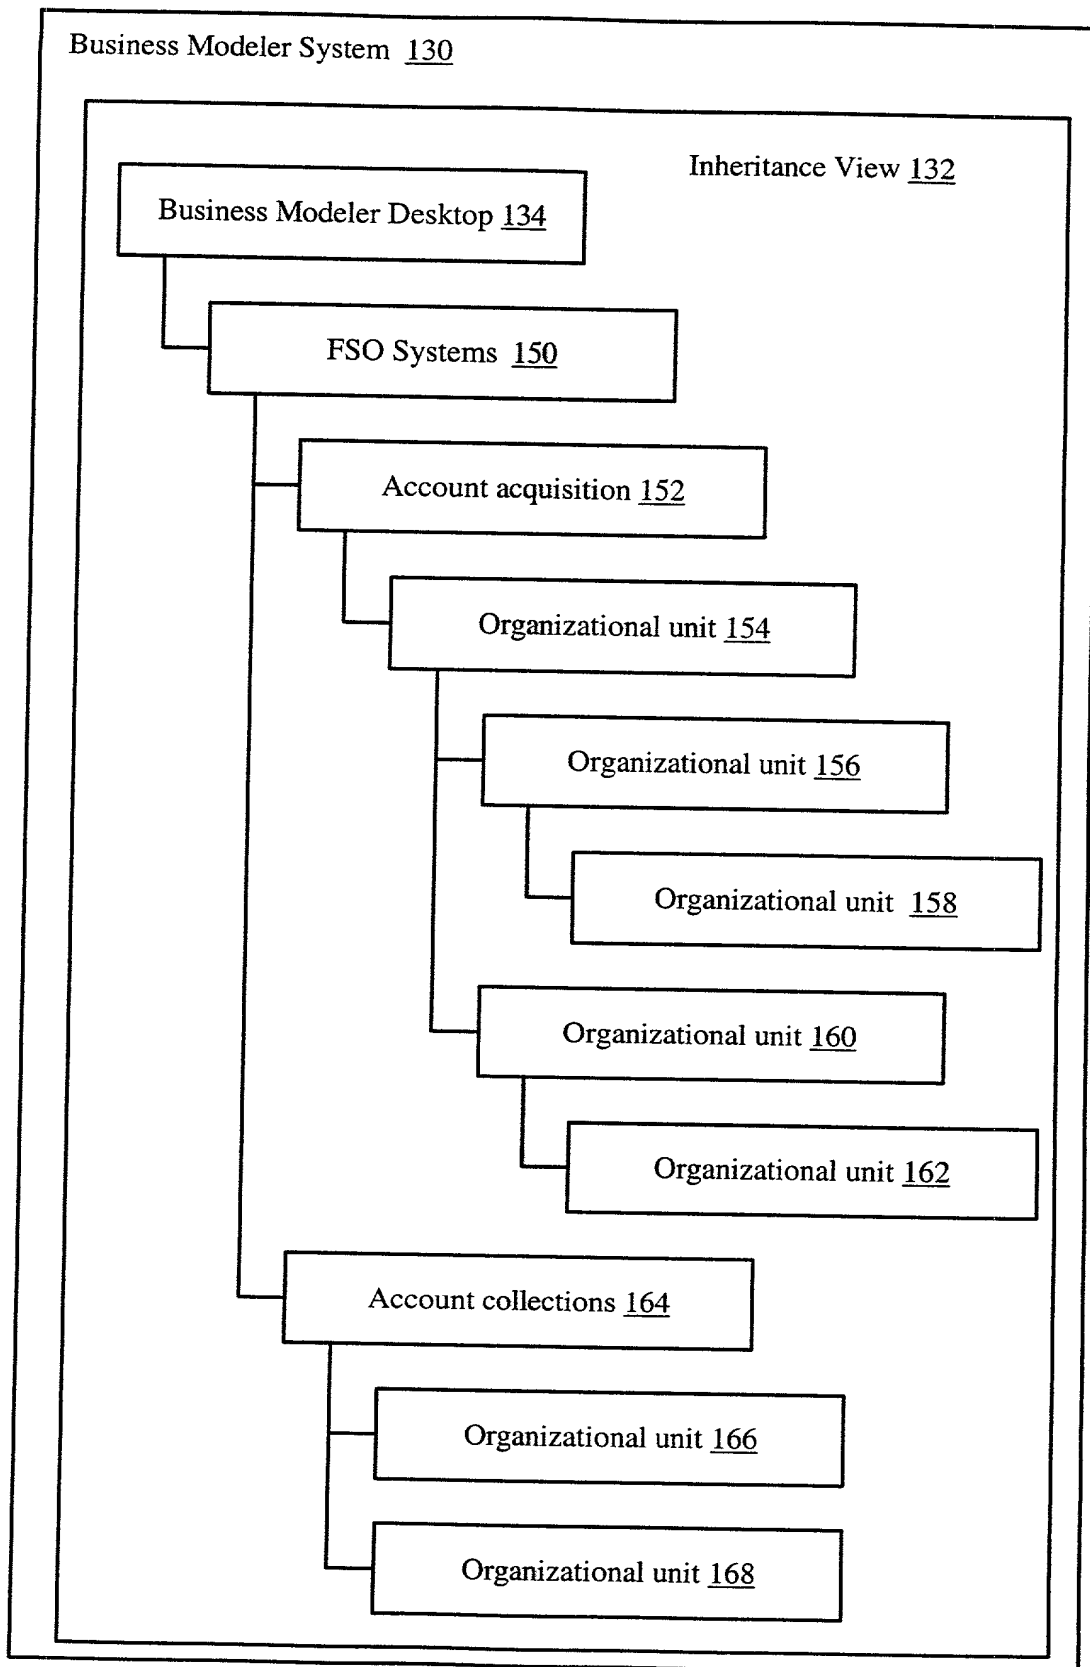 Business Modeler System 130
Inheritance View 132
Business Modeler Desktop 134
FSO Systems 150
Account acquisition 152
Organizational unit 154
Organizational unit 156
Organizational unit 158
Organizational unit 160
Organizational unit 162
Account collections 164
Organizational unit 166
Organizational unit 168